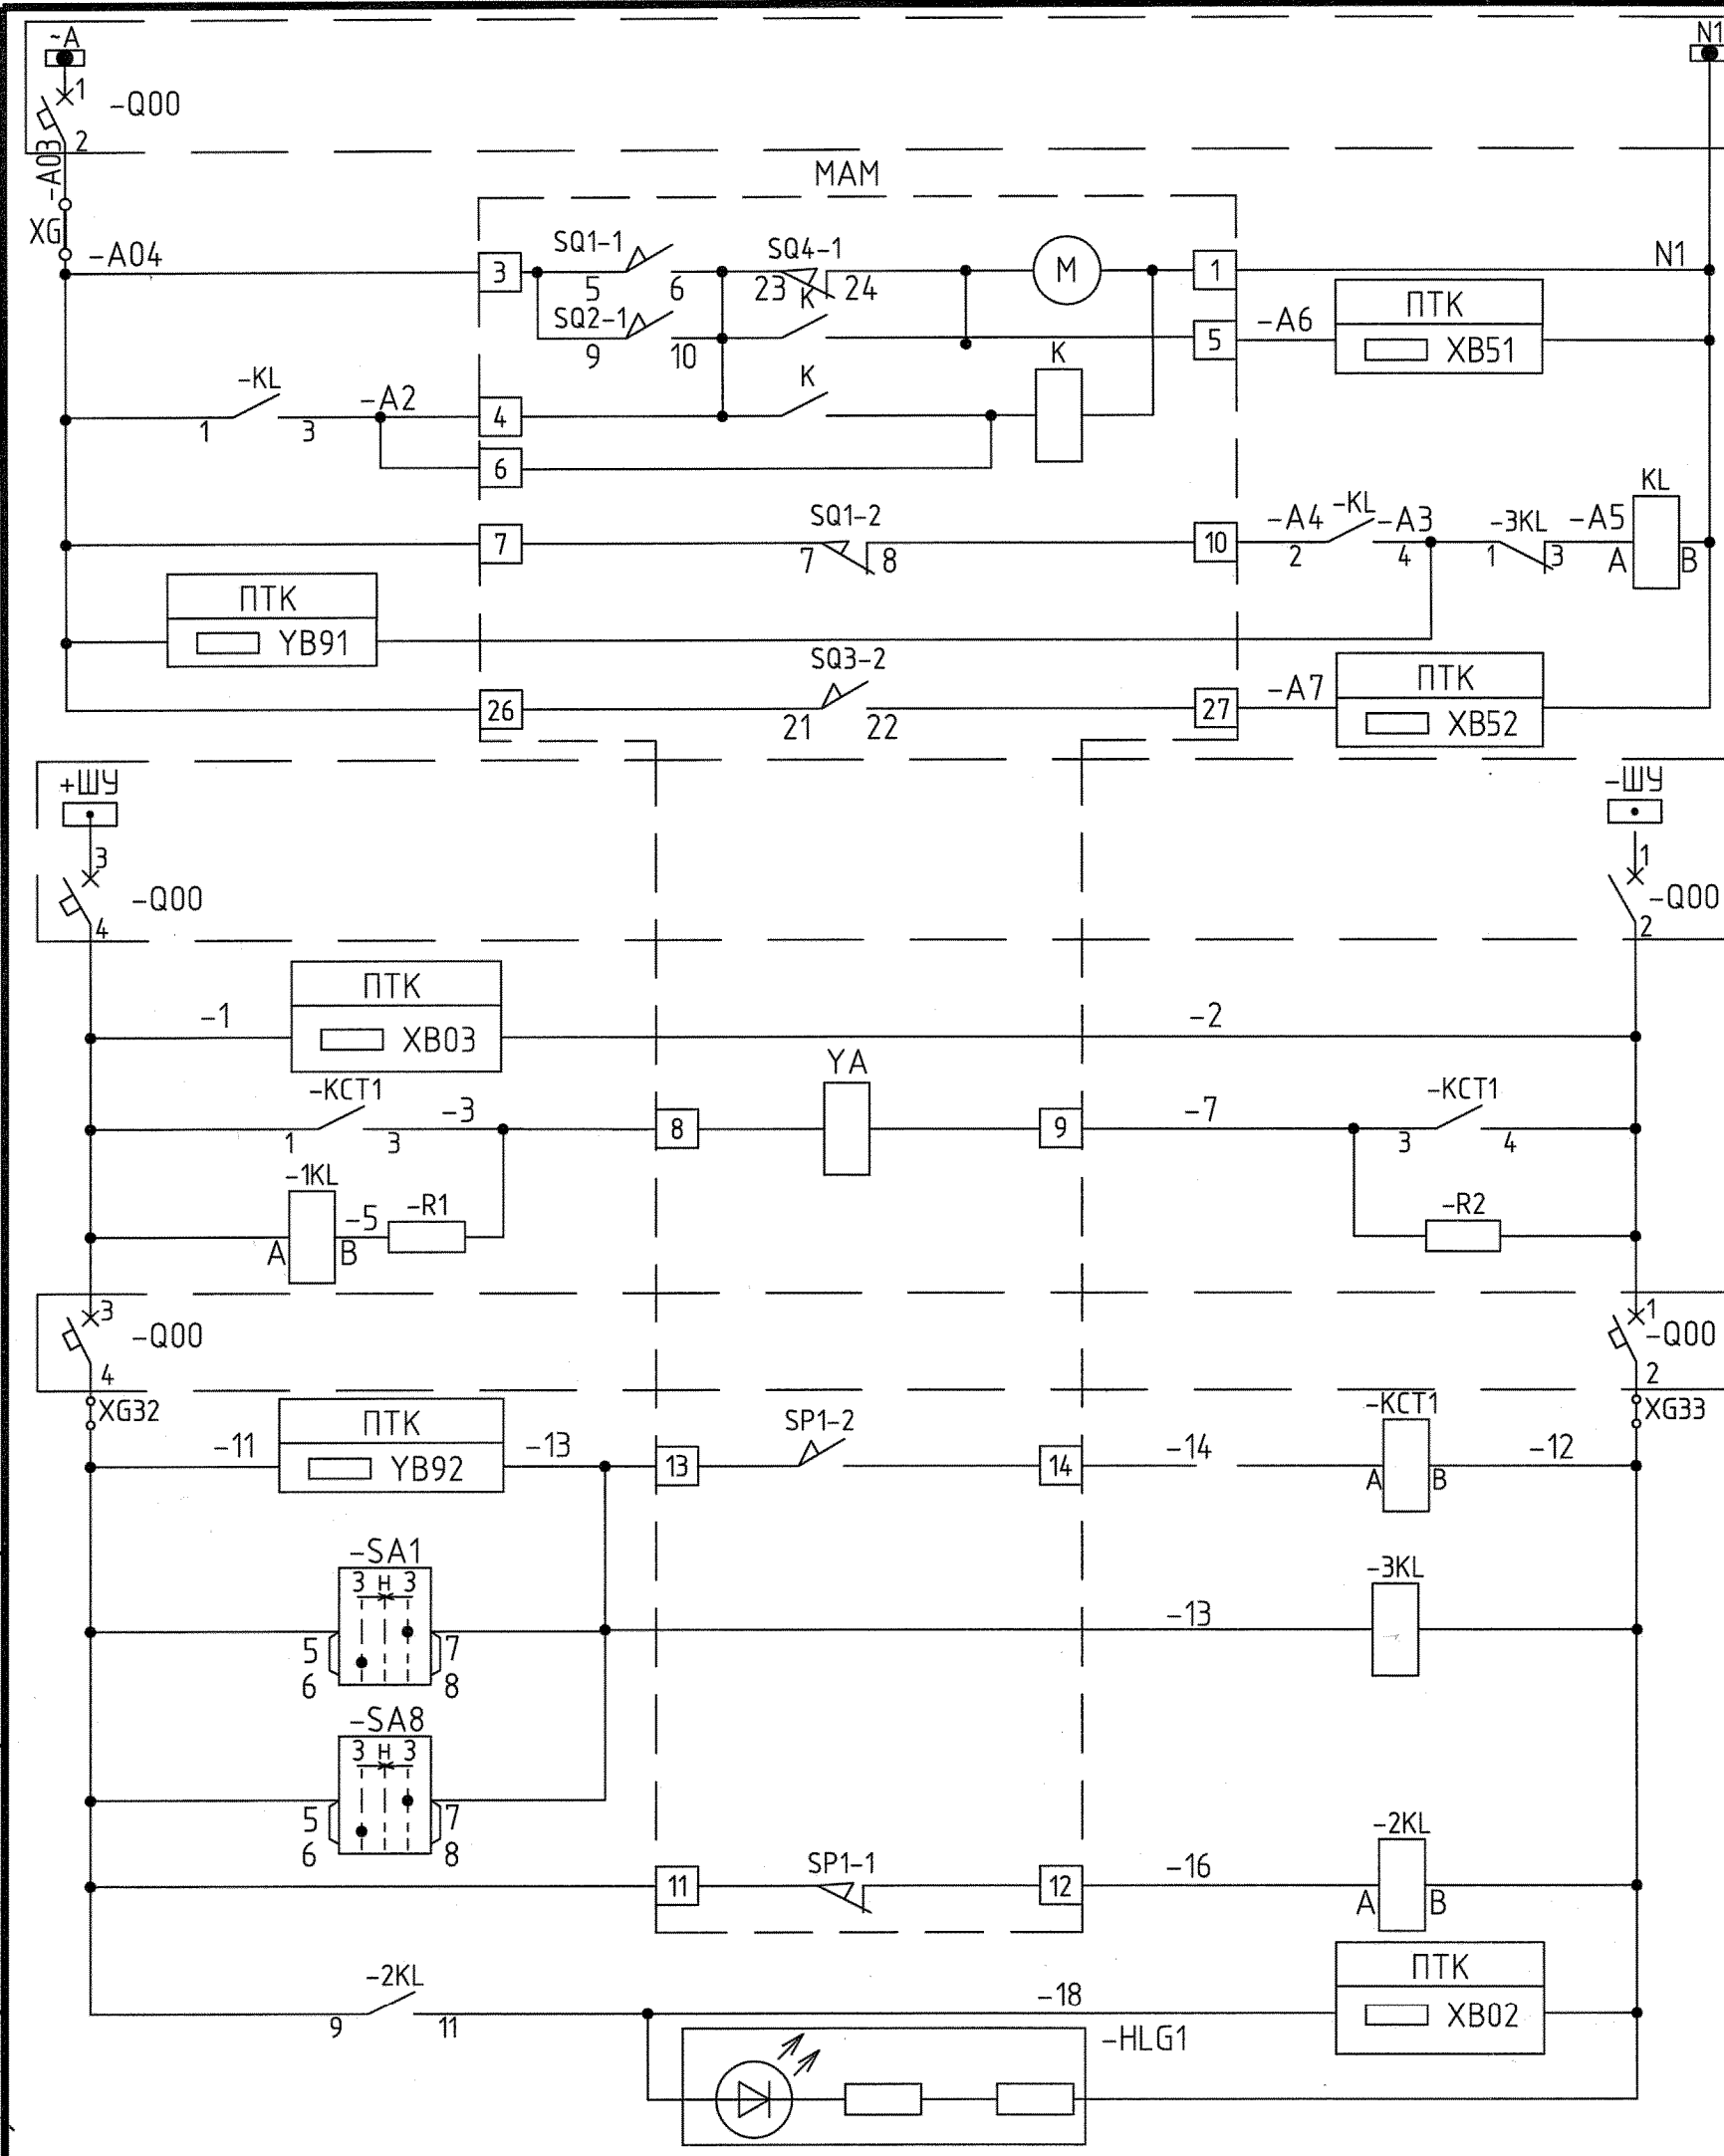 ~A
N1
1
-Q00
2
-A03
МАМ
XG
-A04
3
SQ1-1
5
6
SQ4-1
23
24
M
1
N1
SQ2-1
9
10
K
5
-A6
ПТК
XB51
-KL
1
3
-A2
4
K
K
6
7
SQ1-2
7
8
10
-A4
-KL
2
4
-A3
-3KL
1
3
-A5
KL
A
B
ПТК
YB91
26
SQ3-2
21
22
27
-A7
ПТК
XB52
+ШУ
-ШУ
3
-Q00
4
1
-Q00
2
-1
ПТК
XB03
-2
-KCT1
1
3
-3
8
YA
9
-7
-KCT1
3
4
-1KL
A
B
-5
-R1
-R2
3
-Q00
4
1
-Q00
2
XG32
XG33
-11
ПТК
YB92
-13
13
SP1-2
14
-14
-KCT1
A
B
-12
-SA1
3 Н 3
5
7
6
8
-13
-3KL
-SA8
3 Н 3
5
7
6
8
11
SP1-1
12
-16
-2KL
A
B
-2KL
9
11
-18
ПТК
XB02
-HLG1